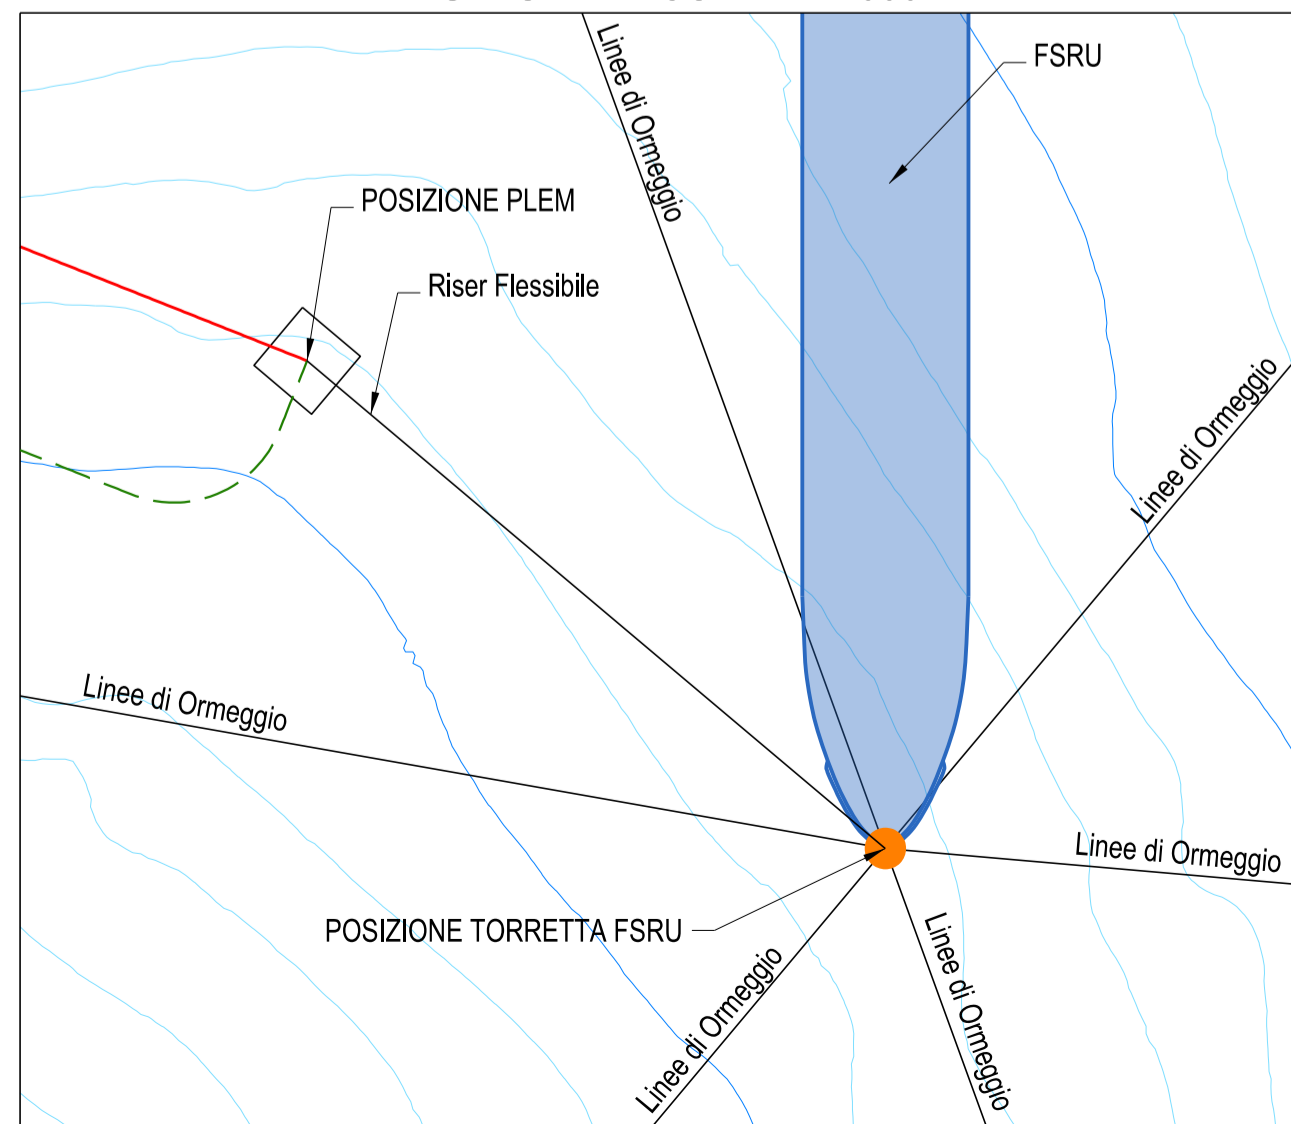 Linee di Ormeggio
FSRU
POSIZIONE PLEM
Riser Flessibile
Linee di Ormeggio
Linee di Ormeggio
Linee di Ormeggio
POSIZIONE TORRETTA FSRU
Linee di Ormeggio
Linee di Ormeggio